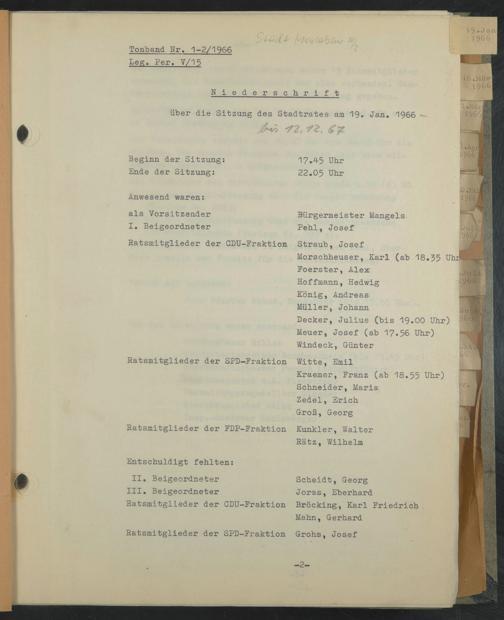 Tonband Nr. 1-2/1966
Leg. Per. V/15
Stadt
N i e d e r s c h r i f t
über die Sitzung des Stadtrates am 19. Jan. 1966 –
bis 12.12.67
Beginn der Sitzung: 17.45 Uhr
Ende der Sitzung: 22.05 Uhr
Anwesend waren:
als Vorsitzender Bürgermeister Mangels
I. Beigeordneter Pehl, Josef
Ratsmitglieder der CDU-Fraktion Straub, Josef
Morschheuser, Karl (ab 18.35 Uhr
Foerster, Alex
Hoffmann, Hedwig
König, Andreas
Müller, Johann
Decker, Julius (bis 19.00 Uhr)
Meuer, Josef (ab 17.56 Uhr)
Windeck, Günter
Ratsmitglieder der SPD-Fraktion Witte, Emil
Kraemer, Franz (ab 18.55 Uhr)
Schneider, Maria
Zedel, Erich
Groß, Georg
Ratsmitglieder der FDP-Fraktion Kunkler, Walter
Rätz, Wilhelm
Entschuldigt fehlten:
II. Beigeordneter Scheidt, Georg
III. Beigeordneter Joras, Eberhard
Ratsmitglieder der CDU-Fraktion Bröcking, Karl Friedrich
Mahn, Gerhard
Ratsmitglieder der SPD-Fraktion Grohs, Josef
-2-
19. Jan.
1966